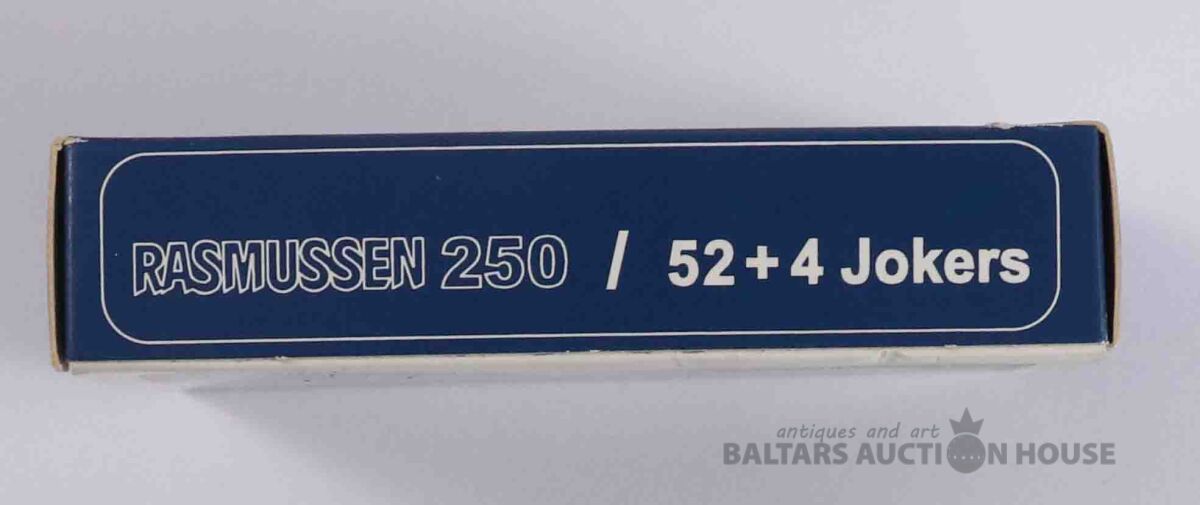 RASMUSSEN 250 / 52+4 Jokers
antiques and art
BALTARS AUCTION HOUSE